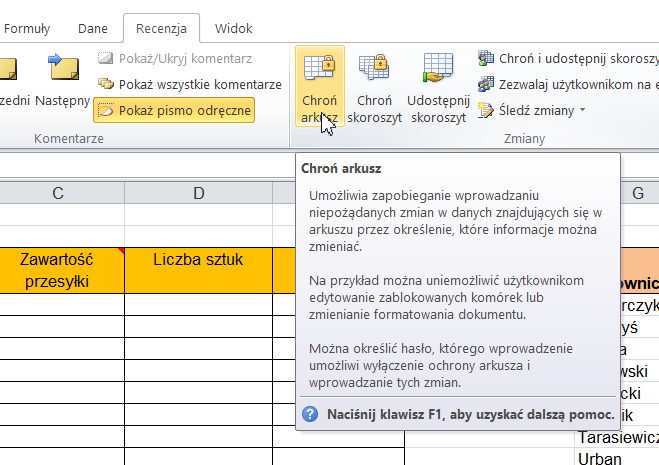 Formuły Dane Recenzja Widok
Pokaż/Ukryj komentarz
Pokaż wszystkie komentarze
Pokaż pismo odręczne
Następny
Komentarze
Chroń
arkusz
Chroń
skoroszyt
Udostępnij
skoroszyt
Chroń i udostępnij skoroszy
Zezwalaj użytkownikom na e
Śledź zmiany
Zmiany
Chroń arkusz
Umożliwia zapobieganie wprowadzaniu
niepożądanych zmian w danych znajdujących się w
arkuszu przez określenie, które informacje można
zmieniać.
Na przykład można uniemożliwić użytkownikom
edytowanie zablokowanych komórek lub
zmienianie formatowania dokumentu.
Można określić hasło, którego wprowadzenie
umożliwi wyłączenie ochrony arkusza i
wprowadzanie tych zmian.
Naciśnij klawisz F1, aby uzyskać dalszą pomoc.
C D G
Zawartość
przesyłki
Liczba sztuk
Tarasiewicz
Urban